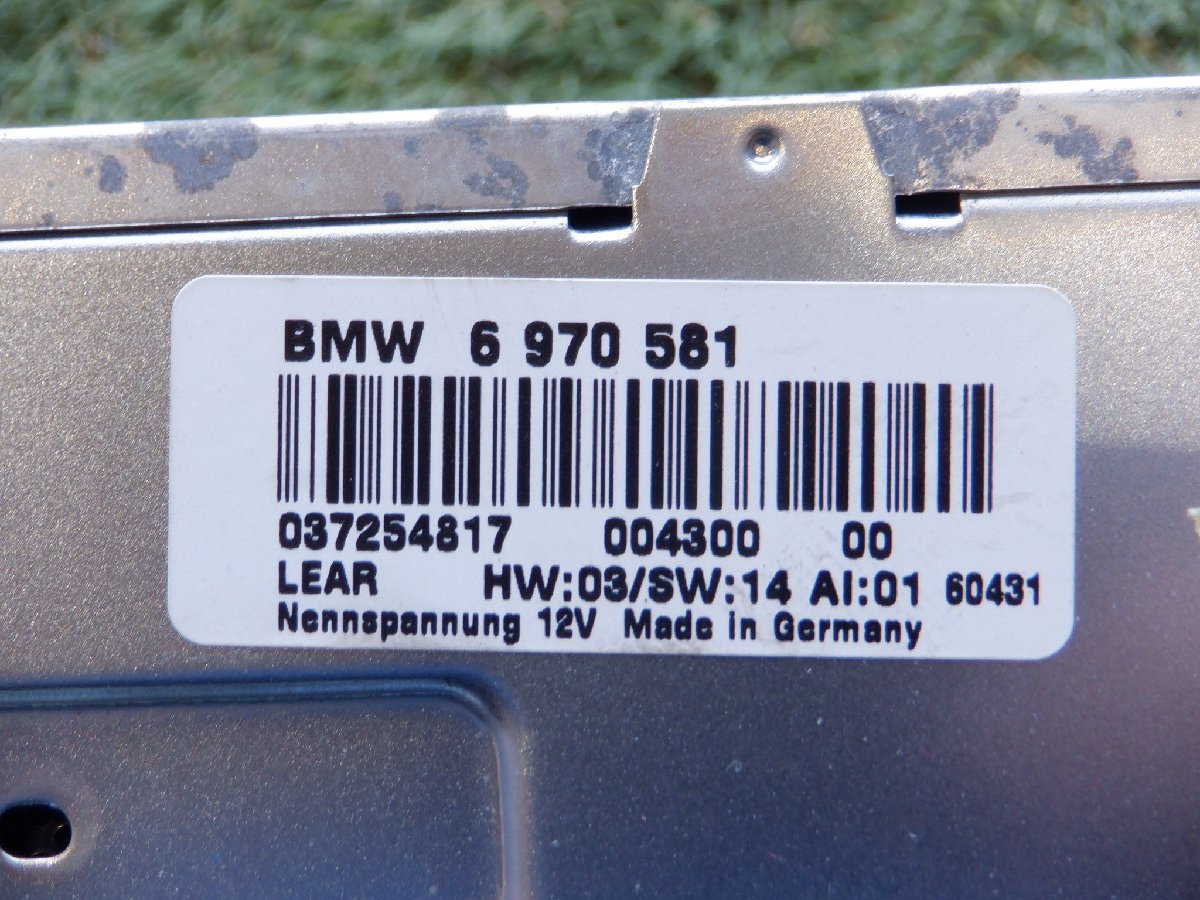 BMW 6 970 581
037254817 004300 00
LEAR HW:03/SW:14 AI:01 60431
Nennspannung 12V Made in Germany